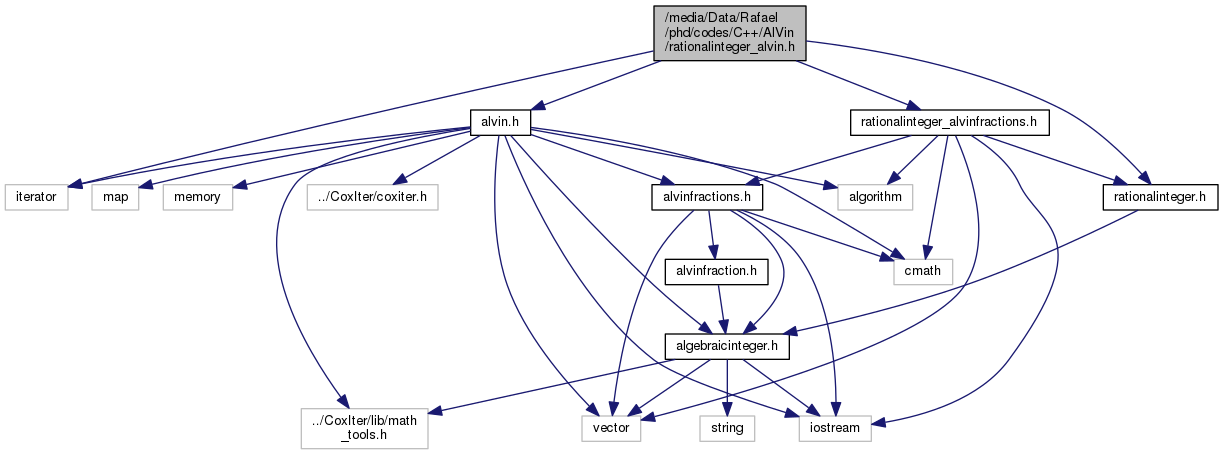 /media/Data/Rafael
/phd/codes/C++/AlVin
/rationalinteger_alvin.h
alvin.h
rationalinteger_alvinfractions.h
iterator
map
memory
../CoxIter/coxiter.h
alvinfractions.h
algorithm
rationalinteger.h
alvinfraction.h
cmath
algebraicinteger.h
../CoxIter/lib/math
_tools.h
vector
string
iostream